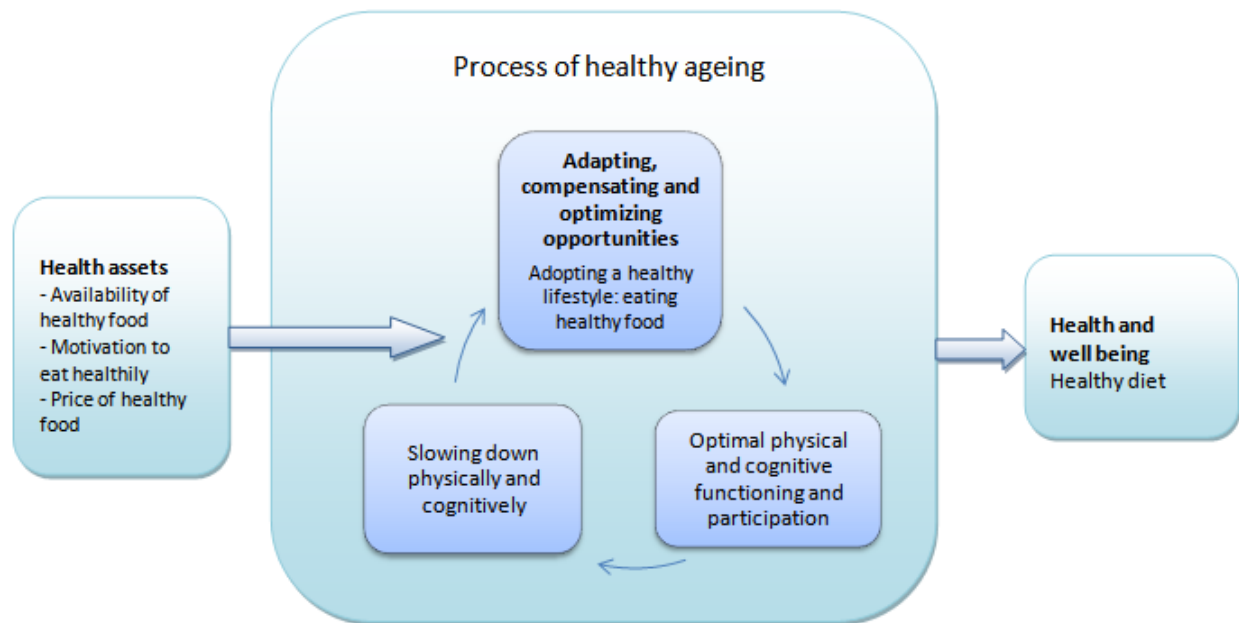 Process of healthy ageing
Health assets
- Availability of
healthy food
- Motivation to
eat healthily
- Price of healthy
food
Adapting,
compensating and
optimizing
opportunities
Adopting a healthy
lifestyle: eating
healthy food
Slowing down
physically and
cognitively
Optimal physical
and cognitive
functioning and
participation
Health and
well being
Healthy diet